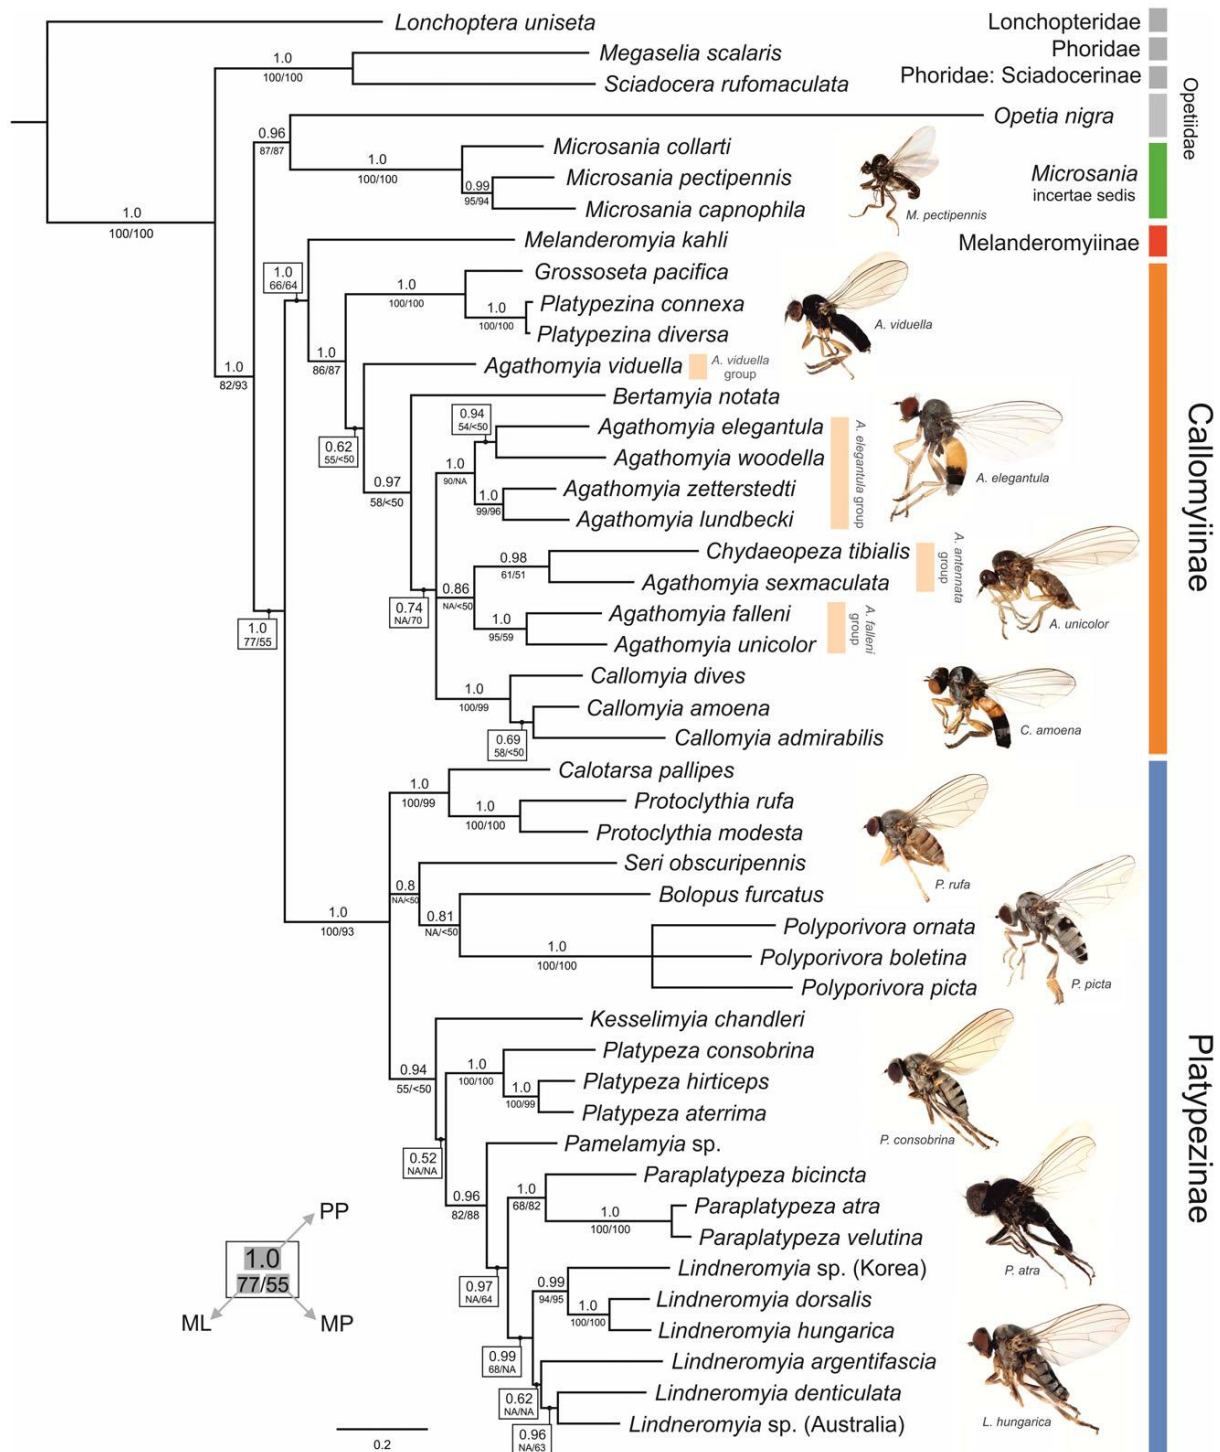 Lonchoptera uniseta
Lonchopteridae
1.0
100/100
Megaselia scalaris
Phoridae
Sciadocera rufomaculata
Phoridae: Sciadocerinae
Opetiidae
0.96
87/87
Opetia nigra
1.0
100/100
Microsania collarti
0.99
95/94
Microsania pectipennis
Microsania capnophila
M. pectipennis
Microsania
incertae sedis
1.0
100/100
Melanderomyia kahli
Melanderomyiinae
1.0
66/64
1.0
100/100
Grossoseta pacifica
1.0
100/100
Platypezina connexa
Platypezina diversa
A. viduella
1.0
82/93
1.0
86/87
Agathomyia viduella
A. viduella
group
Bertamyia notata
0.62
55/<50
0.94
54/<50
Agathomyia elegantula
Agathomyia woodella
1.0
90/NA
0.97
58/<50
1.0
99/96
Agathomyia zetterstedti
Agathomyia lundbecki
A. elegantula group
A. elegantula
Callomyiinae
0.98
61/51
Chydaeopeza tibialis
Agathomyia sexmaculata
A. antennata
group
0.86
NA/<50
0.74
NA/70
1.0
95/59
Agathomyia falleni
Agathomyia unicolor
A. falleni
group
A. unicolor
1.0
77/55
1.0
100/99
Callomyia dives
Callomyia amoena
0.69
58/<50
Callomyia admirabilis
C. amoena
Calotarsa pallipes
1.0
100/99
1.0
100/100
Protoclythia rufa
Protoclythia modesta
P. rufa
Seri obscuripennis
0.8
NA/<50
Bolopus furcatus
0.81
NA/<50
1.0
100/93
1.0
100/100
Polyporivora ornata
Polyporivora boletina
Polyporivora picta
P. picta
Platypezinae
Kesselimyia chandleri
0.94
55/<50
1.0
100/100
Platypeza consobrina
1.0
100/99
Platypeza hirticeps
Platypeza aterrima
P. consobrina
0.52
NA/NA
Pamelamyia sp.
0.96
82/88
1.0
68/82
Paraplatypeza bicincta
1.0
100/100
Paraplatypeza atra
Paraplatypeza velutina
P. atra
0.97
NA/64
0.99
94/95
Lindneromyia sp. (Korea)
1.0
100/100
Lindneromyia dorsalis
Lindneromyia hungarica
0.99
68/NA
Lindneromyia argentifascia
0.62
NA/NA
Lindneromyia denticulata
0.96
NA/63
Lindneromyia sp. (Australia)
L. hungarica
PP
1.0
77/55
ML
MP
0.2